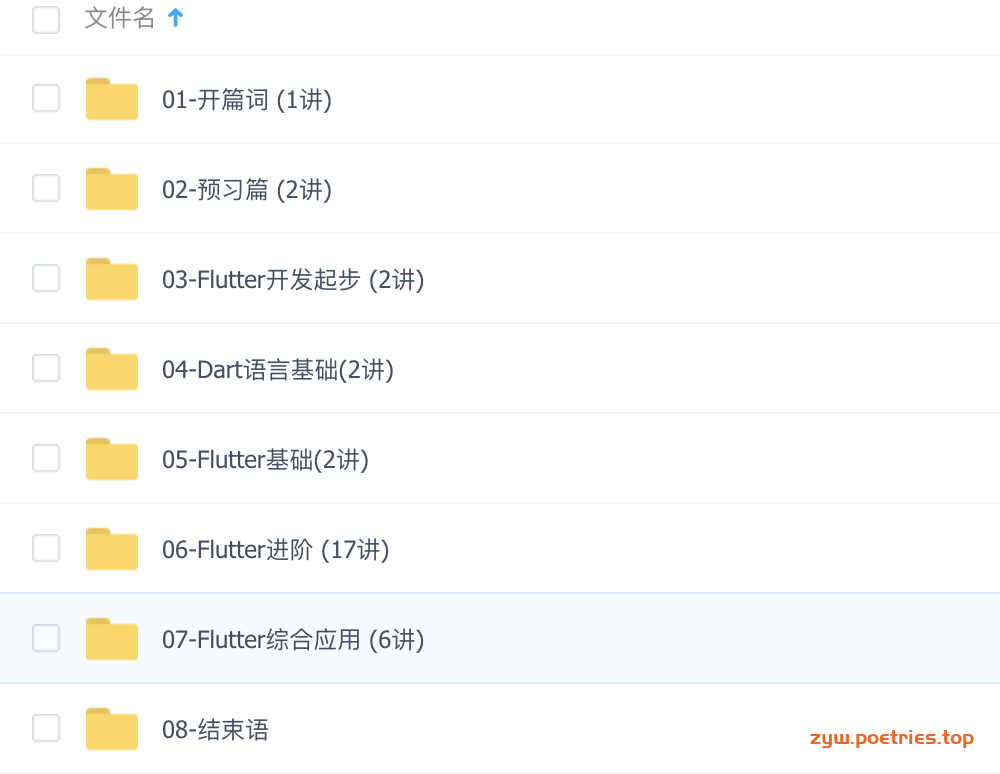 文件名
01-开篇词 (1讲)
02-预习篇 (2讲)
03-Flutter开发起步 (2讲)
04-Dart语言基础(2讲)
05-Flutter基础(2讲)
06-Flutter进阶 (17讲)
07-Flutter综合应用 (6讲)
08-结束语
zyw.poetries.top